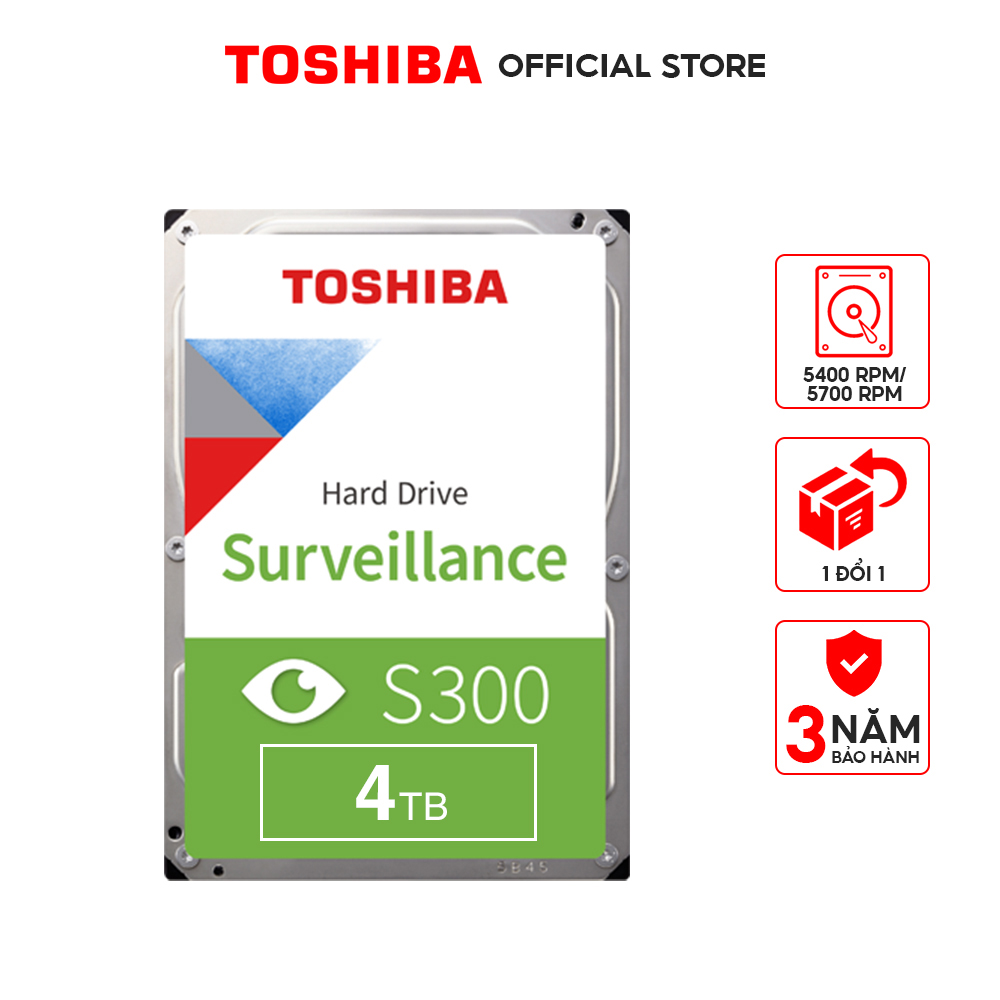 TOSHIBA OFFICIAL STORE
TOSHIBA
Hard Drive
Surveillance
S300
4TB
5400 RPM/
5700 RPM
1 ĐỔI 1
3 NĂM
BẢO HÀNH